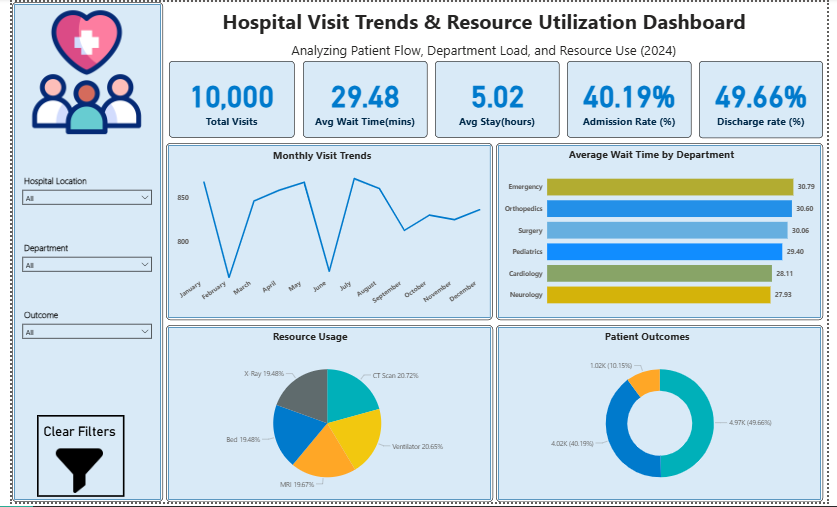 Hospital Visit Trends & Resource Utilization Dashboard
Analyzing Patient Flow, Department Load, and Resource Use (2024)
10,000
Total Visits
29.48
Avg Wait Time(mins)
5.02
Avg Stay(hours)
40.19%
Admission Rate (%)
49.66%
Discharge rate (%)
Hospital Location
All
Department
All
Outcome
All
Clear Filters
Monthly Visit Trends
850
800
January
February
March
April
May
June
July
August
September
October
November
December
Average Wait Time by Department
Emergency 30.79
Orthopedics 30.60
Surgery 30.06
Pediatrics 29.40
Cardiology 28.11
Neurology 27.93
Resource Usage
X Ray 19.48%
CT Scan 20.72%
Bed 19.48%
Ventilator 20.65%
MRI 19.67%
Patient Outcomes
1.02K (10.15%)
4.97K (49.66%)
4.02K (40.19%)